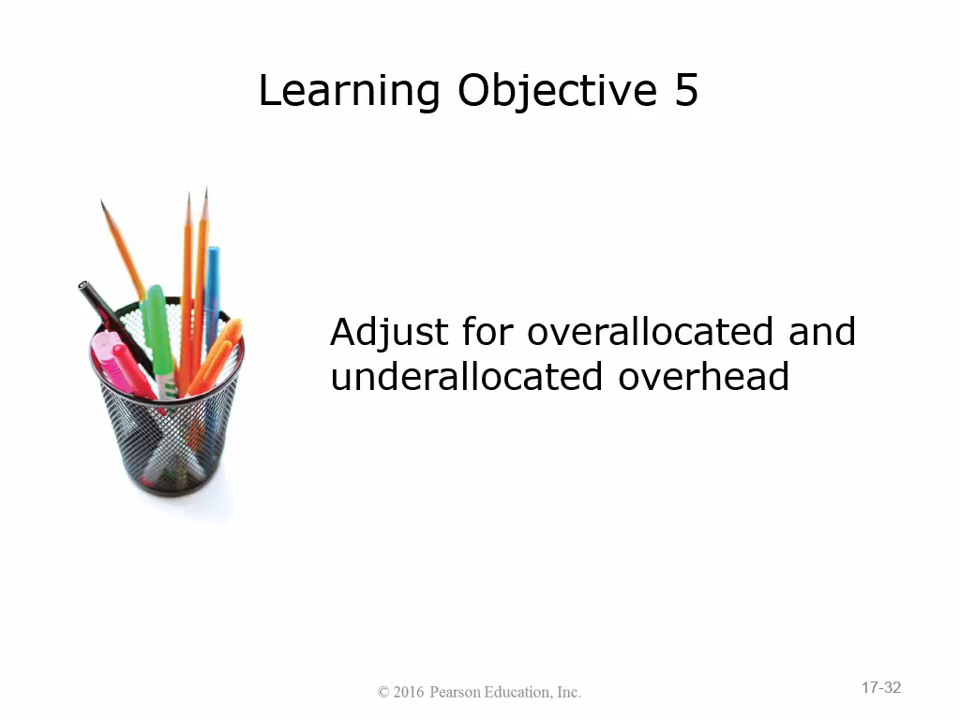 Learning Objective 5
Adjust for overallocated and
underallocated overhead
© 2016 Pearson Education, Inc.
17-32